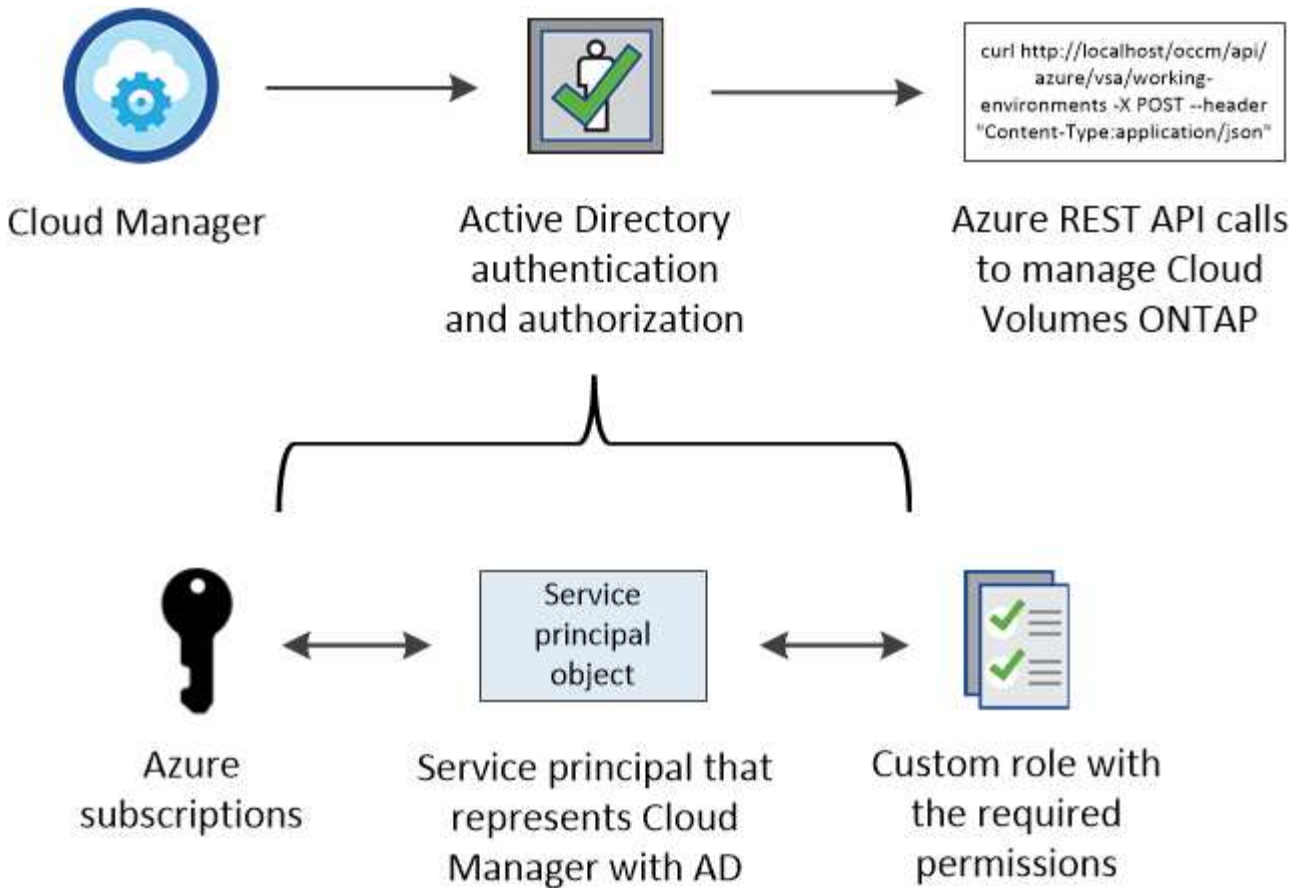 curl http://localhost/occm/api/
azure/vsa/working-
environments -X POST --header
"Content-Type:application/json"
Cloud Manager
Active Directory
authentication
and authorization
Azure REST API calls
to manage Cloud
Volumes ONTAP
Service
principal
object
Azure
subscriptions
Service principal that
represents Cloud
Manager with AD
Custom role with
the required
permissions